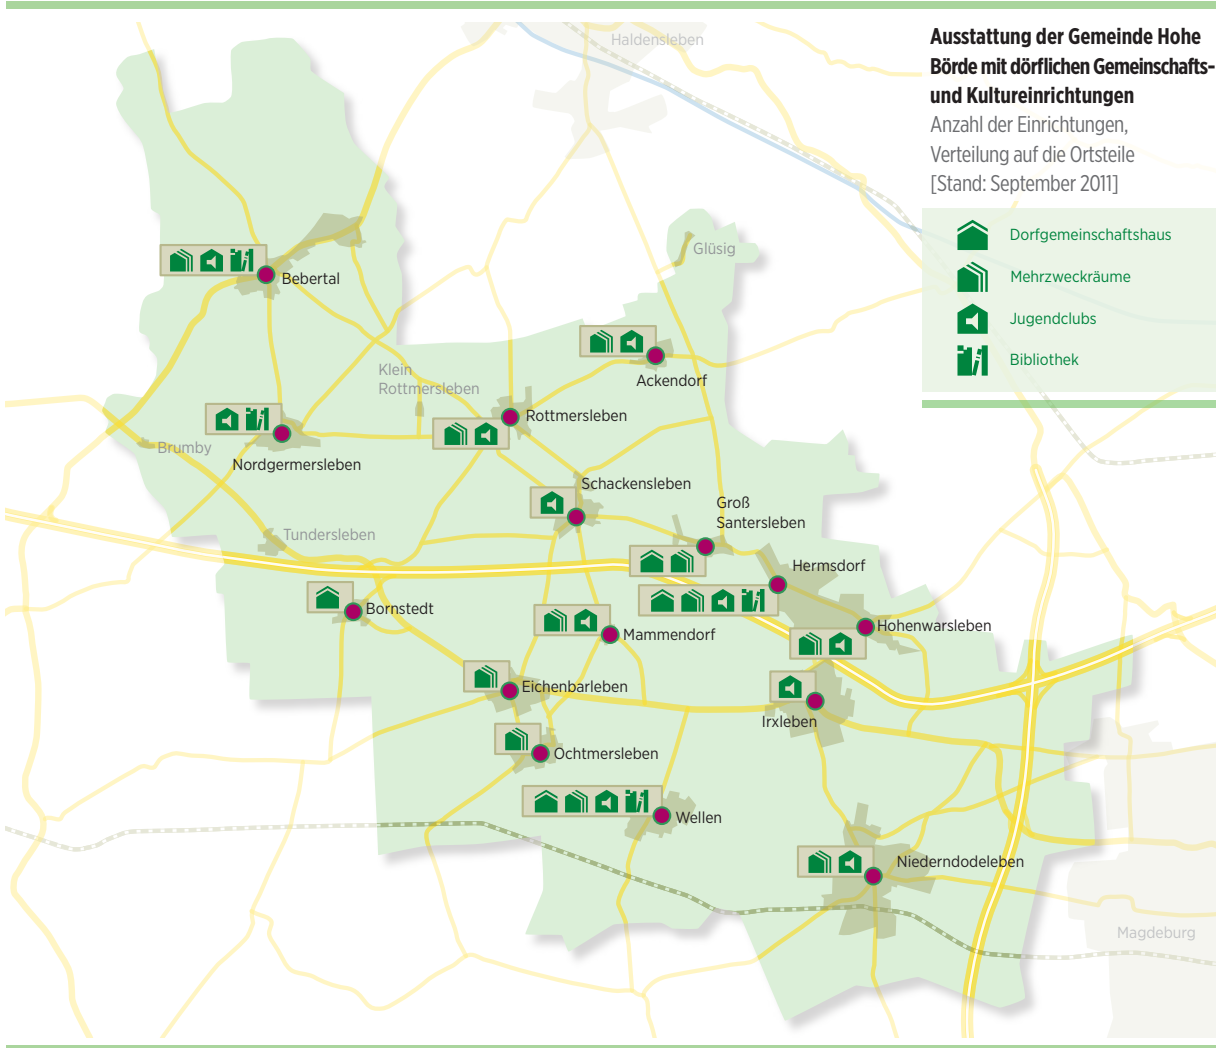 Ausstattung der Gemeinde Hohe
Börde mit dörflichen Gemeinschafts-
und Kultureinrichtungen
Anzahl der Einrichtungen,
Verteilung auf die Ortsteile
[Stand: September 2011]
Dorfgemeinschaftshaus
Mehrzweckräume
Jugendclubs
Bibliothek
Haldensleben
Glüsig
Bebertal
Klein
Rottmersleben
Ackendorf
Rottmersleben
Brumby
Nordgermersleben
Schackensleben
Groß
Santersleben
Tundersleben
Hermsdorf
Bornstedt
Mammendorf
Hohenwarsleben
Eichenbarleben
Irxleben
Ochtmersleben
Wellen
Niederndodeleben
Magdeburg